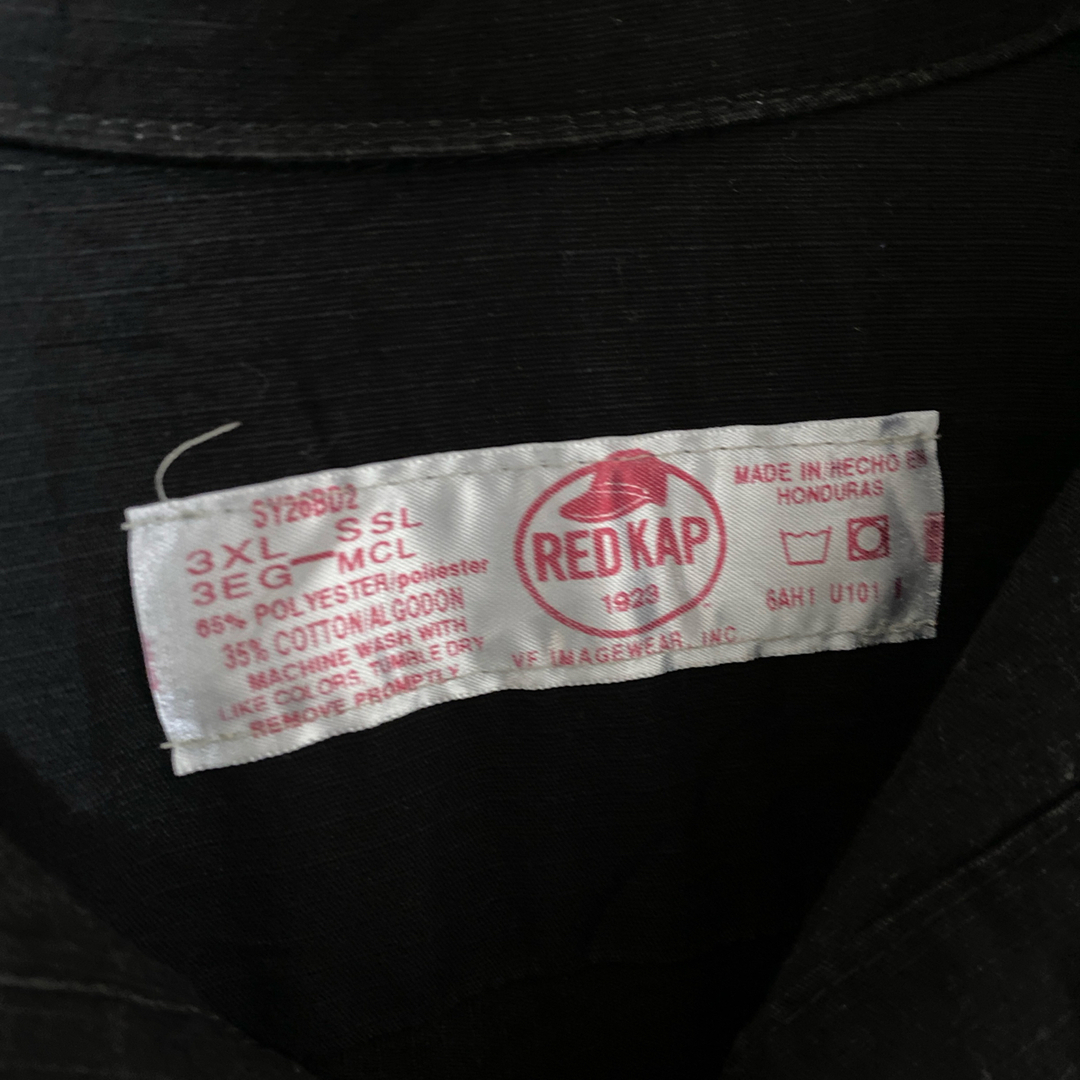 SY26BD2
3XL — SSL
3EG — MCL
65% POLYESTER/poliester
35% COTTON/ALGODON
MACHINE WASH WITH
LIKE COLORS, TUMBLE DRY
REMOVE PROMPTLY
RED KAP
1923
VF IMAGEWEAR, INC.
MADE IN/HECHO EN
HONDURAS
6AH1 U101